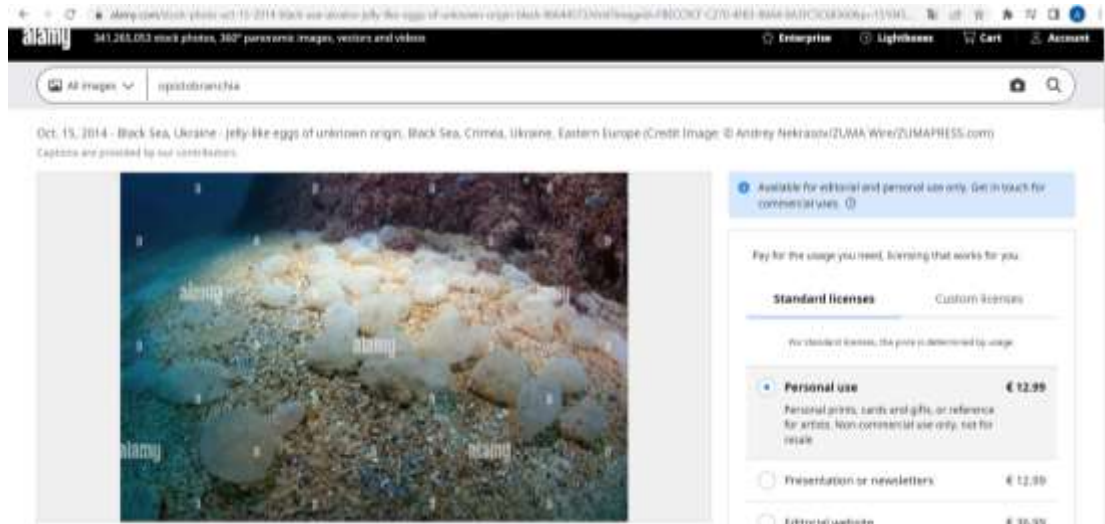 alamy 341,265,053 stock photos, 360° panoramic images, vectors and videos Enterprise Lightboxes Cart Account
All images opistobranchia
Oct. 15, 2014 - Black Sea, Ukraine - Jelly-like eggs of unknown origin, Black Sea, Crimea, Ukraine, Eastern Europe (Credit Image: © Andrey Nekrasov/ZUMA Wire/ZUMAPRESS.com)
Captions are provided by our contributors.
Available for editorial and personal use only. Get in touch for
commercial uses.
Pay for the usage you need, licensing that works for you.
Standard licenses Custom licenses
For standard licenses, the price is determined by usage.
Personal use € 12.99
Personal prints, cards and gifts, or reference
for artists. Non commercial use only, not for
resale
Presentation or newsletters € 12.99
Editorial website
alamy
alamy
alamy
alamy